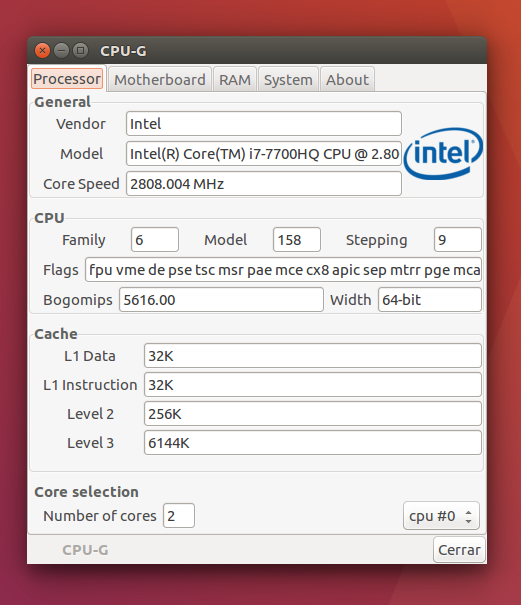 CPU-G
Processor Motherboard RAM System About
General
Vendor Intel
Model Intel(R) Core(TM) i7-7700HQ CPU @ 2.80
intel
Core Speed 2808.004 MHz
CPU
Family 6 Model 158 Stepping 9
Flags fpu vme de pse tsc msr pae mce cx8 apic sep mtrr pge mca
Bogomips 5616.00 Width 64-bit
Cache
L1 Data 32K
L1 Instruction 32K
Level 2 256K
Level 3 6144K
Core selection
Number of cores 2 cpu #0
CPU-G Cerrar